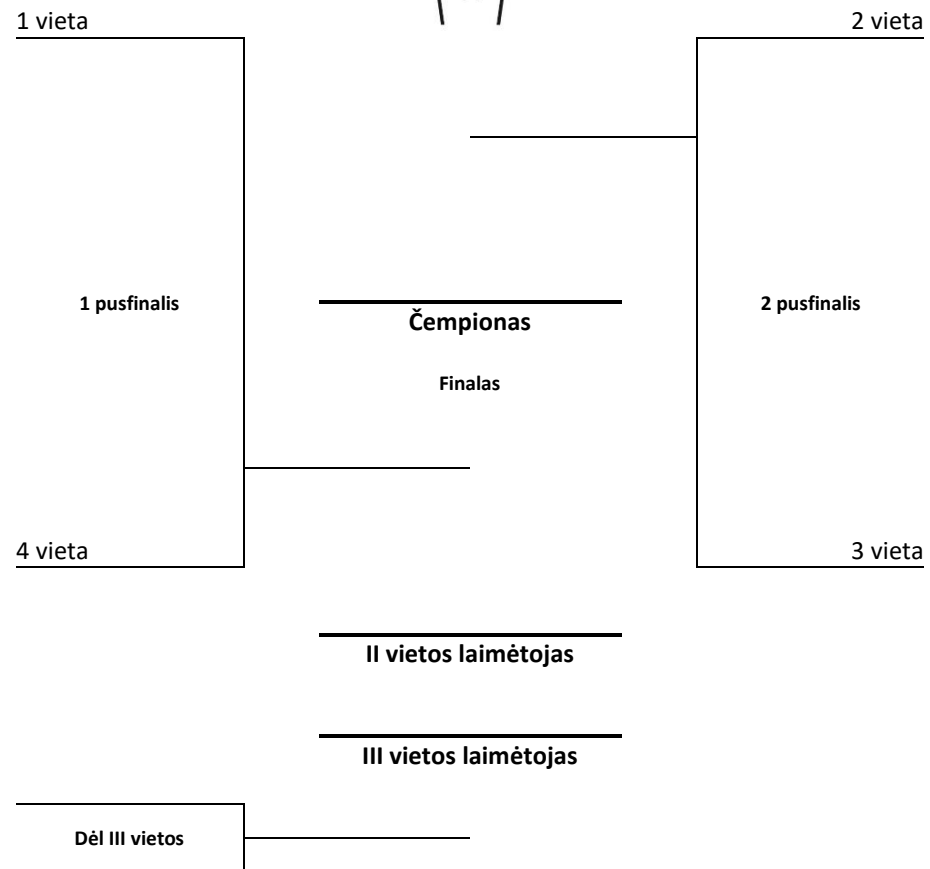 1 vieta
2 vieta
1 pusfinalis
2 pusfinalis
Čempionas
Finalas
4 vieta
3 vieta
II vietos laimėtojas
III vietos laimėtojas
Dėl III vietos